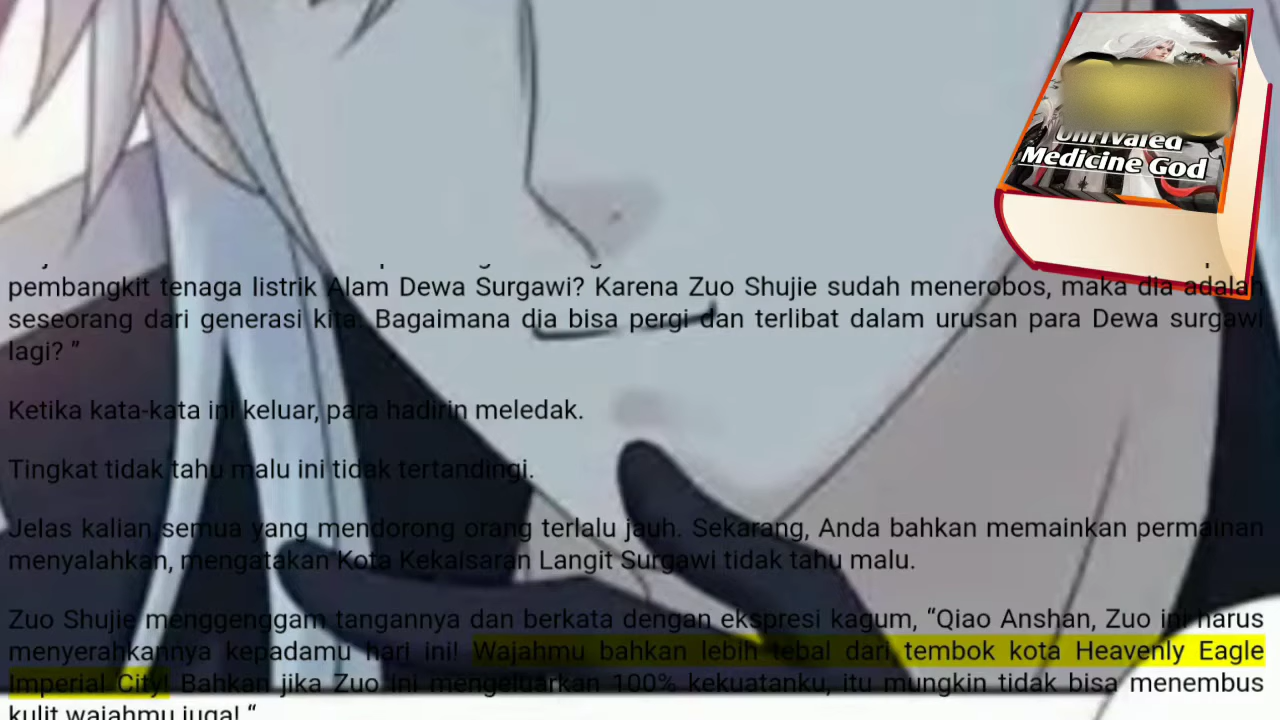 Unrivaled
Medicine God
pembangkit tenaga listrik Alam Dewa Surgawi? Karena Zuo Shujie sudah menerobos, maka dia adalah
seseorang dari generasi kita. Bagaimana dia bisa pergi dan terlibat dalam urusan para Dewa surgawi
lagi? ”
Ketika kata-kata ini keluar, para hadirin meledak.
Tingkat tidak tahu malu ini tidak tertandingi.
Jelas kalian semua yang mendorong orang terlalu jauh. Sekarang, Anda bahkan memainkan permainan
menyalahkan, mengatakan Kota Kekaisaran Langit Surgawi tidak tahu malu.
Zuo Shujie menggenggam tangannya dan berkata dengan ekspresi kagum, “Qiao Anshan, Zuo ini harus
menyerahkannya kepadamu hari ini! Wajahmu bahkan lebih tebal dari tembok kota Heavenly Eagle
Imperial City! Bahkan jika Zuo ini mengeluarkan 100% kekuatanku, itu mungkin tidak bisa menembus
kulit wajahmu juga! “